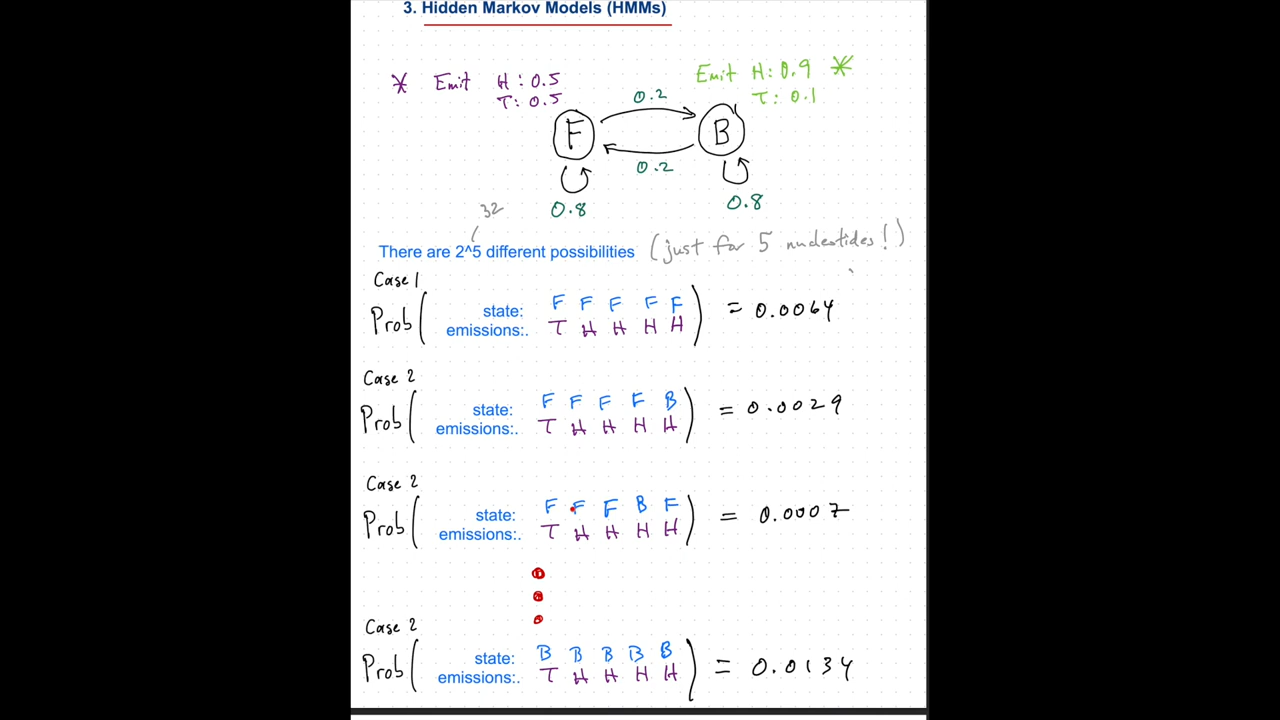 3. Hidden Markov Models (HMMs)
* Emit H: 0.5
T: 0.5
Emit H: 0.9 *
T: 0.1
0.2
F
B
0.2
0.8
0.8
32
There are 2^5 different possibilities (just for 5 nucleotides!)
Case 1
Prob( state: F F F F F
emissions:. T H H H H ) = 0.0064
Case 2
Prob( state: F F F F B
emissions:. T H H H H ) = 0.0029
Case 2
Prob( state: F F F B F
emissions:. T H H H H ) = 0.0007
Case 2
Prob( state: B B B B B
emissions:. T H H H H ) = 0.0134